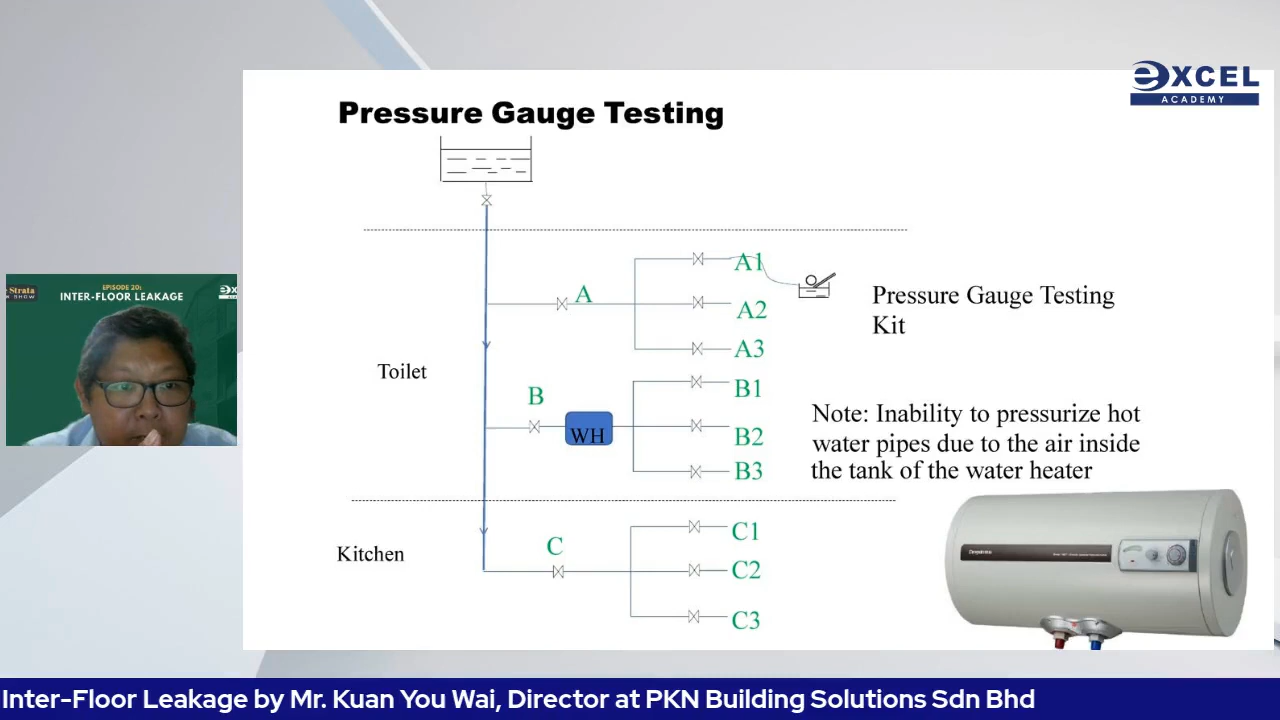 eXCEL
ACADEMY
Pressure Gauge Testing
A1
A
A2
A3
Pressure Gauge Testing
Kit
Toilet
B
B1
WH
B2
B3
Note: Inability to pressurize hot
water pipes due to the air inside
the tank of the water heater
Kitchen
C
C1
C2
C3
Strata
SHOW
EPISODE 20:
INTER-FLOOR LEAKAGE
Inter-Floor Leakage by Mr. Kuan You Wai, Director at PKN Building Solutions Sdn Bhd